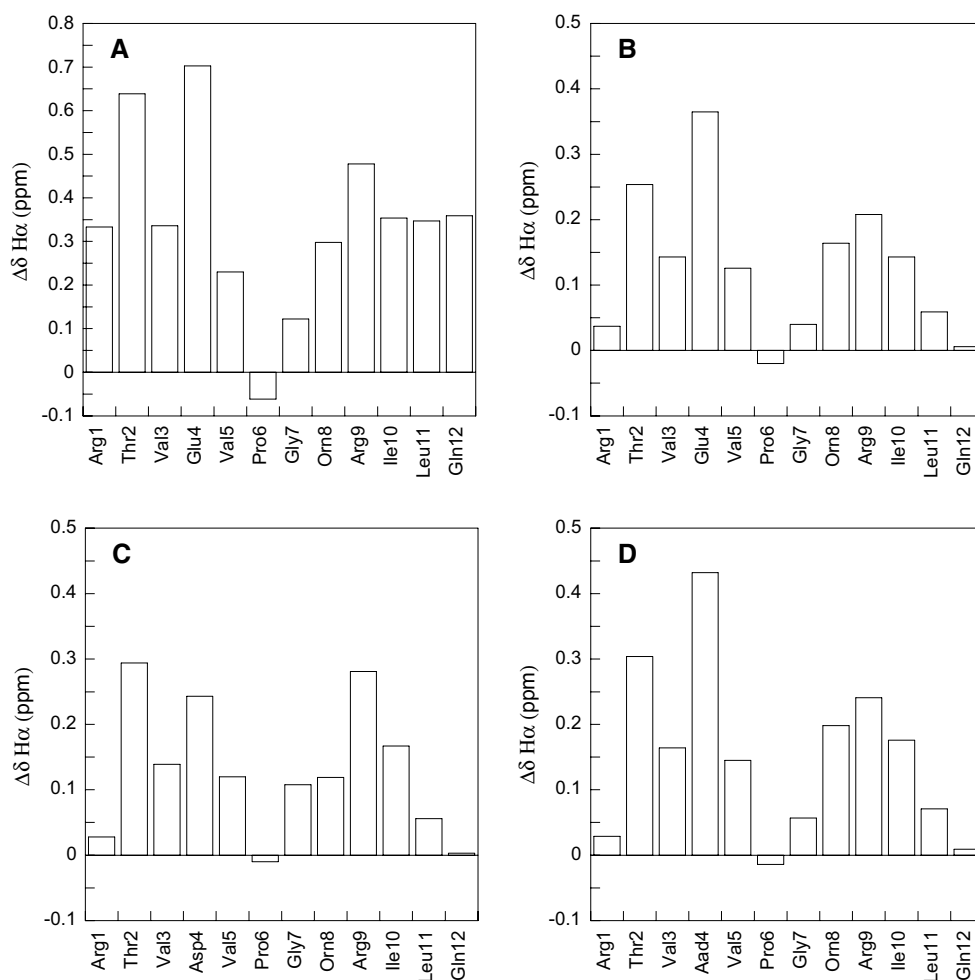 A
Δδ Hα (ppm)
0.8
0.7
0.6
0.5
0.4
0.3
0.2
0.1
0
-0.1
Arg1
Thr2
Val3
Glu4
Val5
Pro6
Gly7
Orn8
Arg9
Ile10
Leu11
Gln12
B
Δδ Hα (ppm)
0.5
0.4
0.3
0.2
0.1
0
-0.1
Arg1
Thr2
Val3
Glu4
Val5
Pro6
Gly7
Orn8
Arg9
Ile10
Leu11
Gln12
C
Δδ Hα (ppm)
0.5
0.4
0.3
0.2
0.1
0
-0.1
Arg1
Thr2
Val3
Asp4
Val5
Pro6
Gly7
Orn8
Arg9
Ile10
Leu11
Gln12
D
Δδ Hα (ppm)
0.5
0.4
0.3
0.2
0.1
0
-0.1
Arg1
Thr2
Val3
Aad4
Val5
Pro6
Gly7
Orn8
Arg9
Ile10
Leu11
Gln12